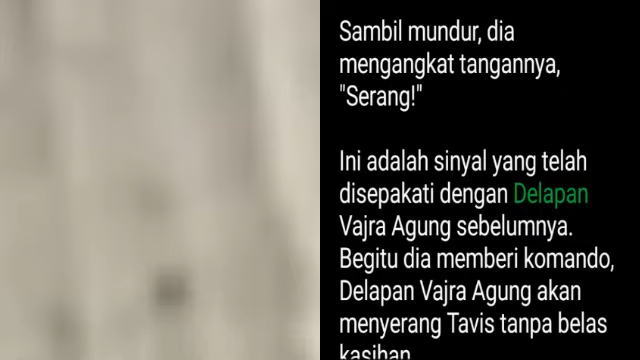 Sambil mundur, dia
mengangkat tangannya,
"Serang!"
Ini adalah sinyal yang telah
disepakati dengan Delapan
Vajra Agung sebelumnya.
Begitu dia memberi komando,
Delapan Vajra Agung akan
menyerang Tavis tanpa belas
kasihan